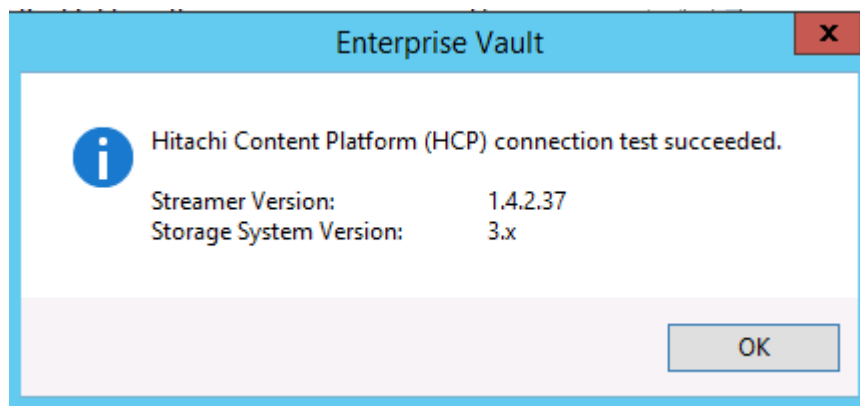 Enterprise Vault
x
Hitachi Content Platform (HCP) connection test succeeded.
Streamer Version: 1.4.2.37
Storage System Version: 3.x
OK